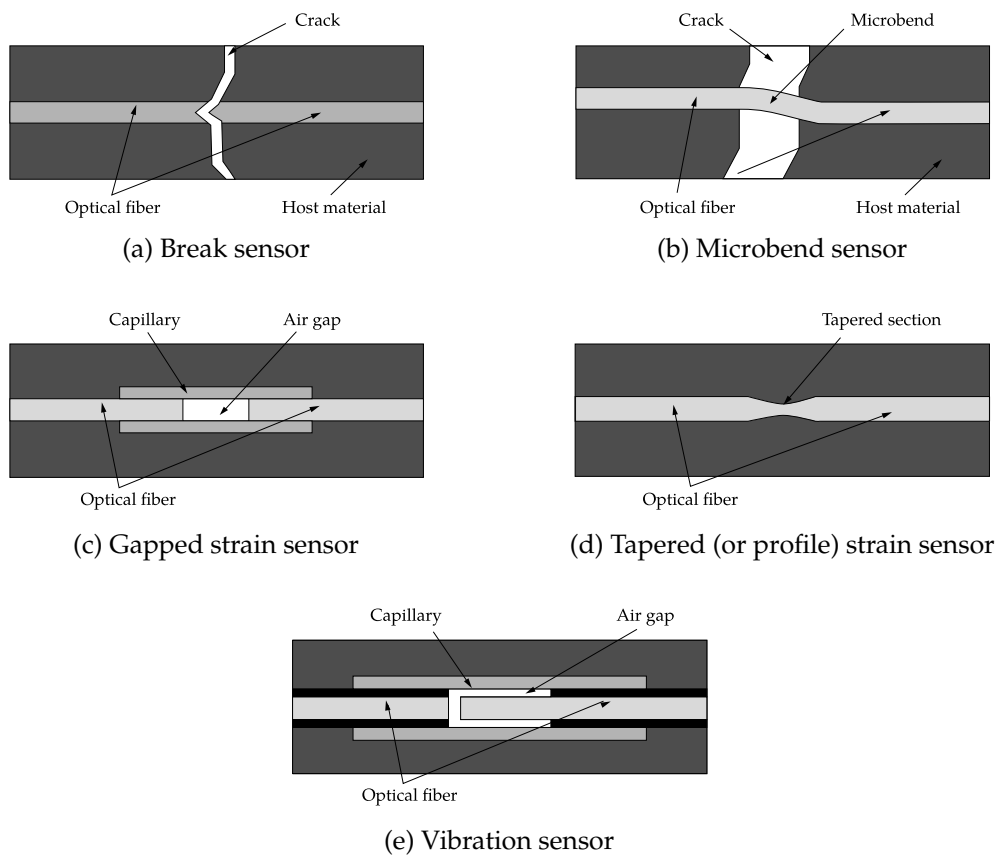 Crack
Optical fiber
Host material
(a) Break sensor
Crack
Microbend
Optical fiber
Host material
(b) Microbend sensor
Capillary
Air gap
Optical fiber
(c) Gapped strain sensor
Tapered section
Optical fiber
(d) Tapered (or profile) strain sensor
Capillary
Air gap
Optical fiber
(e) Vibration sensor